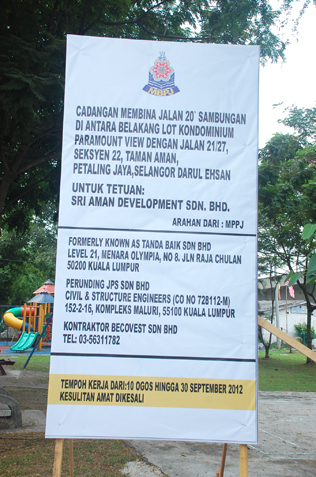 MPPJ
CADANGAN MEMBINA JALAN 20' SAMBUNGAN
DI ANTARA BELAKANG LOT KONDOMINIUM
PARAMOUNT VIEW DENGAN JALAN 21/27,
SEKSYEN 22, TAMAN AMAN,
PETALING JAYA,SELANGOR DARUL EHSAN
UNTUK TETUAN:
SRI AMAN DEVELOPMENT SDN. BHD.
ARAHAN DARI : MPPJ
FORMERLY KNOWN AS TANDA BAIK SDN BHD
LEVEL 21, MENARA OLYMPIA, NO 8. JLN RAJA CHULAN
50200 KUALA LUMPUR
PERUNDING JPS SDN BHD
CIVIL & STRUCTURE ENGINEERS (CO NO 728112-M)
152-2-16, KOMPLEKS MALURI, 55100 KUALA LUMPUR
KONTRAKTOR BECOVEST SDN BHD
TEL: 03-56311782
TEMPOH KERJA DARI:10 OGOS HINGGA 30 SEPTEMBER 2012
KESULITAN AMAT DIKESALI